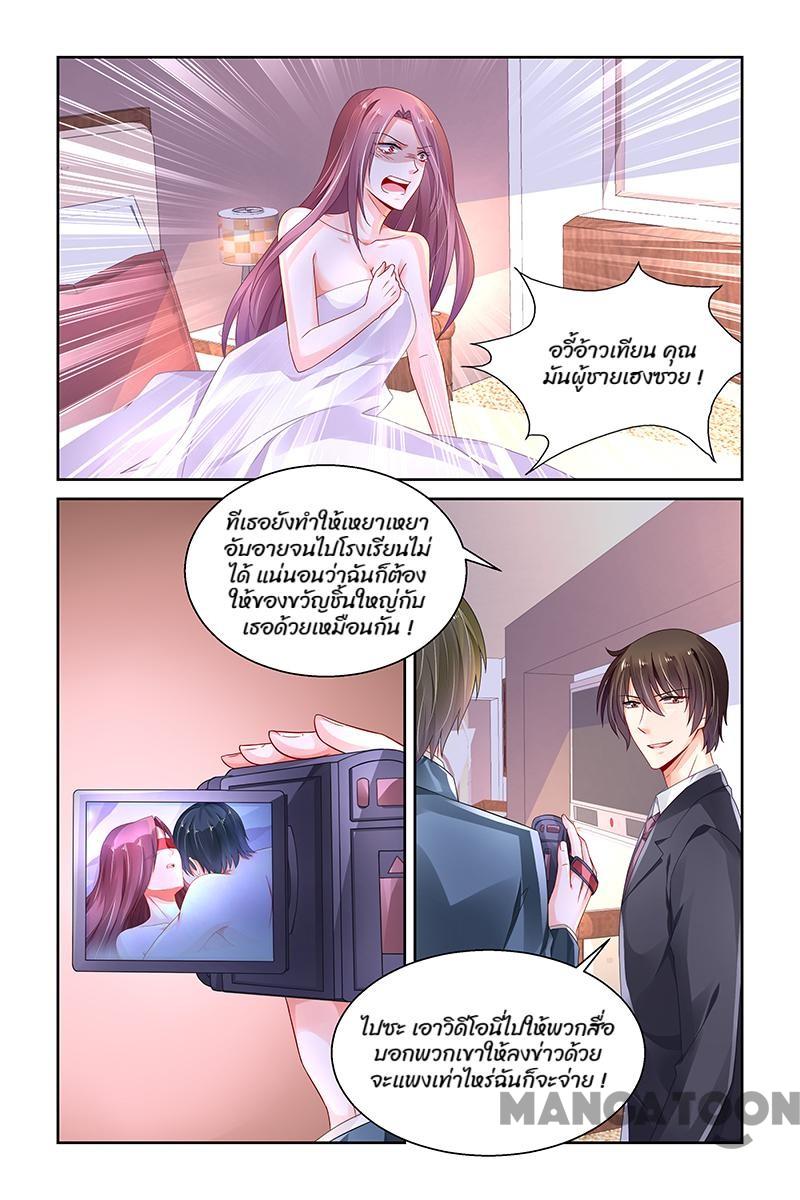 อวี้อ้าวเทียน คุณ
มันผู้ชายเฮงซวย !
ทีเธอยังทำให้เหยาเหยา
อับอายจนไปโรงเรียนไม่
ได้ แน่นอนว่าฉันก็ต้อง
ให้ของขวัญชิ้นใหญ่กับ
เธอด้วยเหมือนกัน !
ไปซะ เอาวิดีโอนี่ไปให้พวกสื่อ
บอกพวกเขาให้ลงข่าวด้วย
จะแพงเท่าไหร่ฉันก็จะจ่าย !
MANGATOON